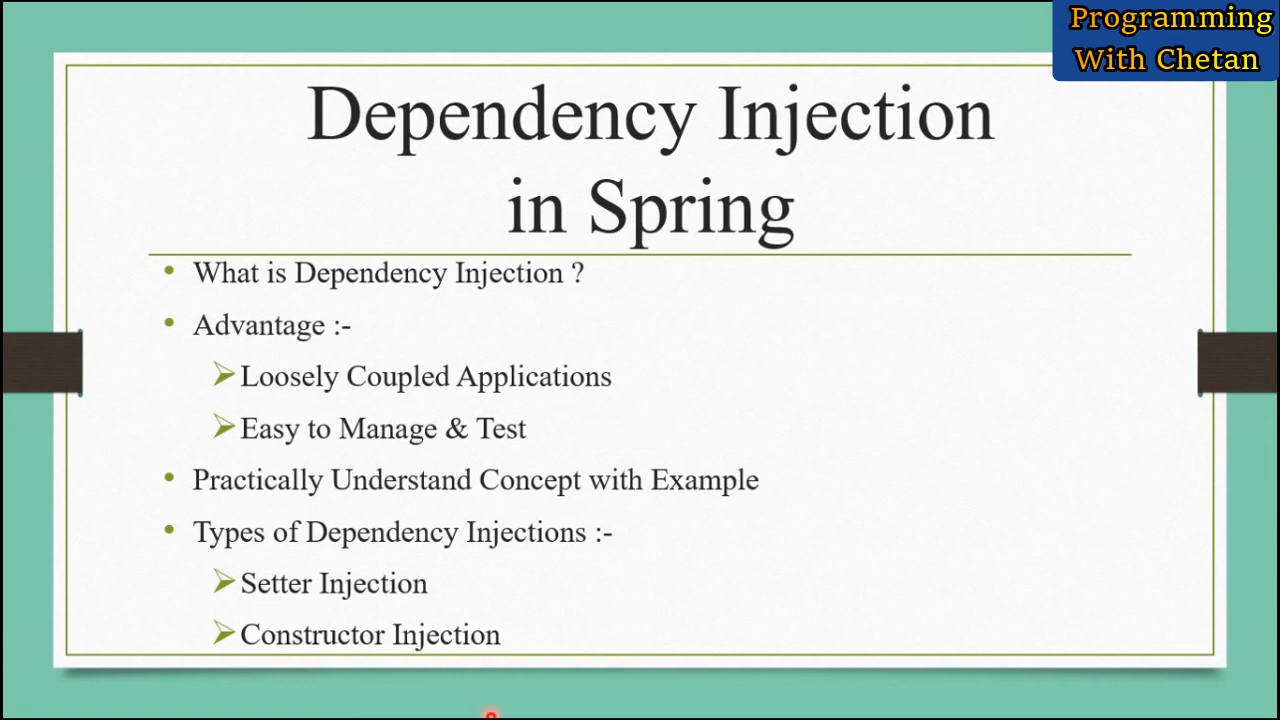 Programming
With Chetan
Dependency Injection
in Spring
• What is Dependency Injection ?
• Advantage :-
➢Loosely Coupled Applications
➢Easy to Manage & Test
• Practically Understand Concept with Example
• Types of Dependency Injections :-
➢Setter Injection
➢Constructor Injection